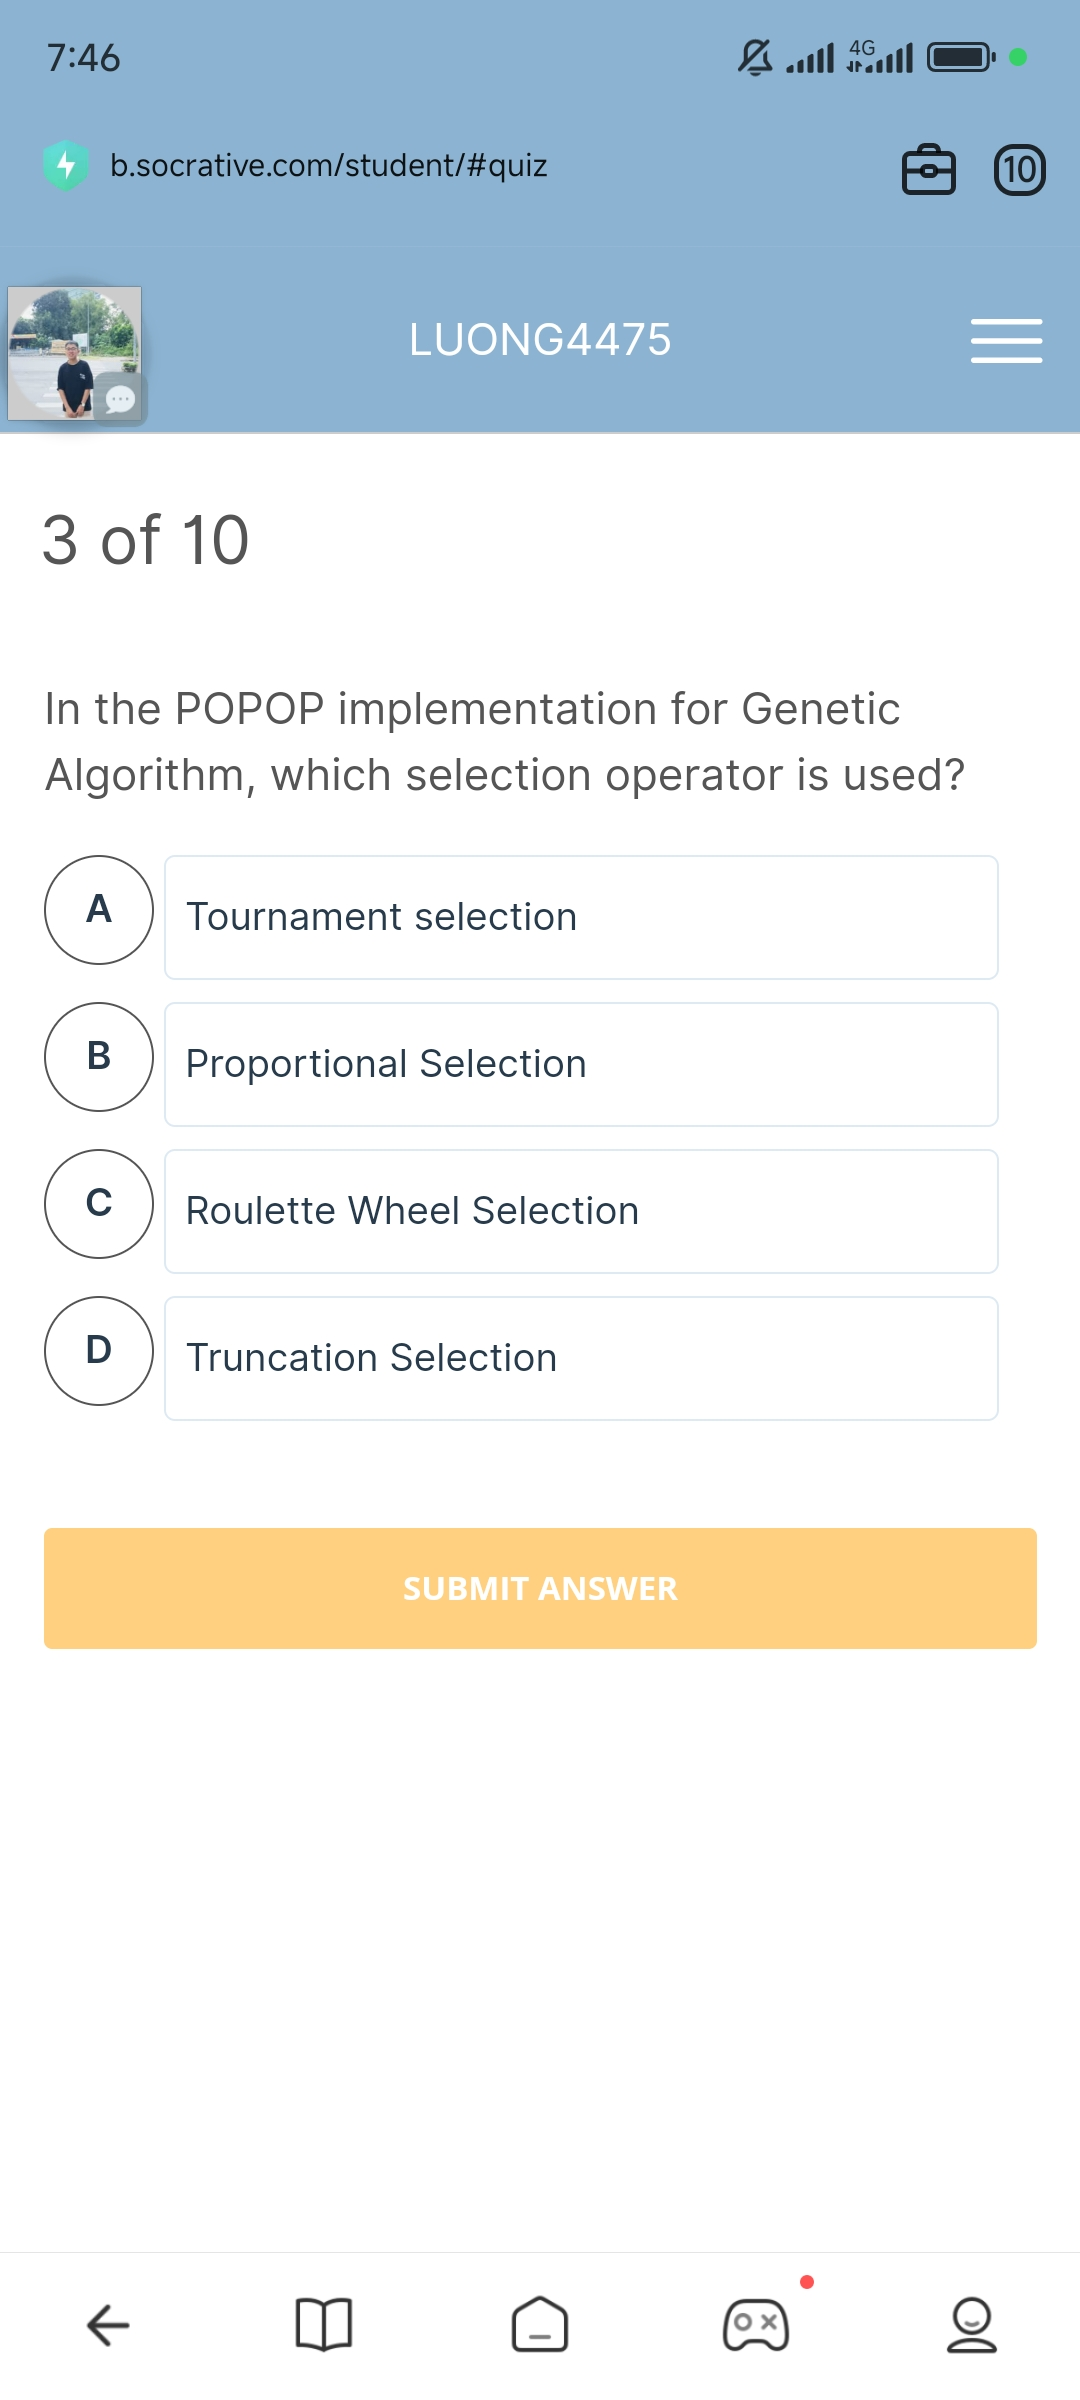 7:46
4G
b.socrative.com/student/#quiz
10
LUONG4475
3 of 10
In the POPOP implementation for Genetic
Algorithm, which selection operator is used?
A
Tournament selection
B
Proportional Selection
C
Roulette Wheel Selection
D
Truncation Selection
SUBMIT ANSWER